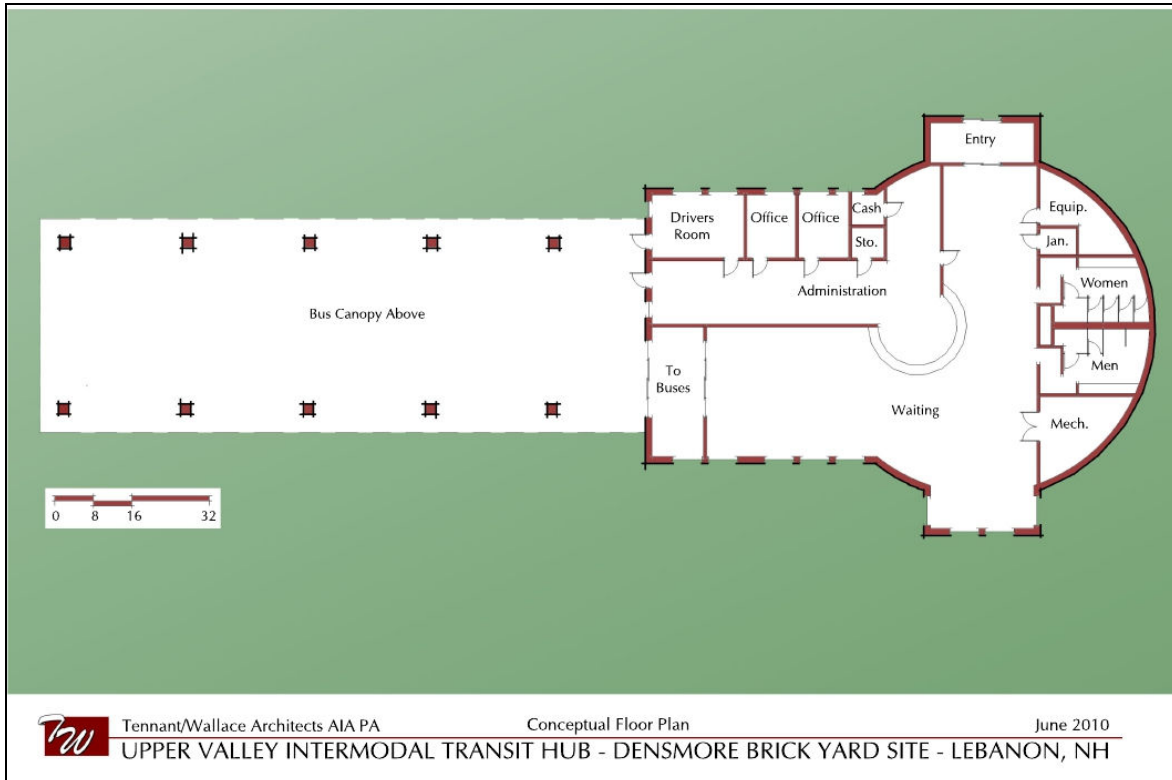 Entry
Drivers
Room
Office
Office
Cash
Sto.
Equip.
Jan.
Women
Administration
Bus Canopy Above
To
Buses
Men
Waiting
Mech.
0 8 16 32
TW
Tennant/Wallace Architects AIA PA Conceptual Floor Plan June 2010
UPPER VALLEY INTERMODAL TRANSIT HUB - DENSMORE BRICK YARD SITE - LEBANON, NH